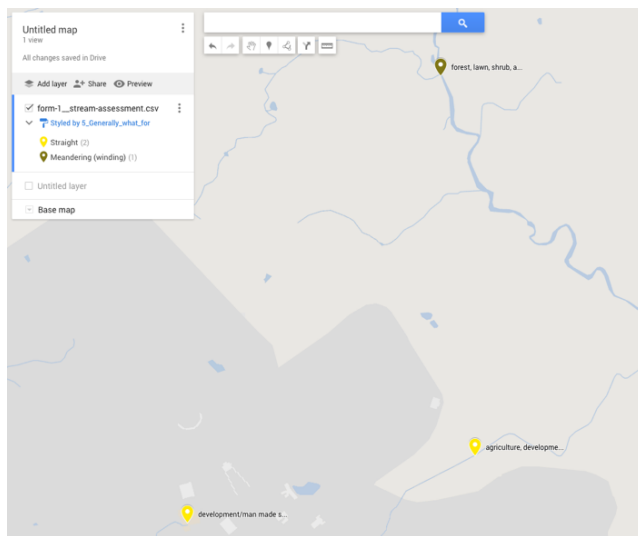 Untitled map
1 view
All changes saved in Drive
Add layer Share Preview
form-1__stream-assessment.csv
Styled by 5_Generally_what_for
Straight (2)
Meandering (winding) (1)
Untitled layer
Base map
forest, lawn, shrub, a...
agriculture, developme...
development/man made s...